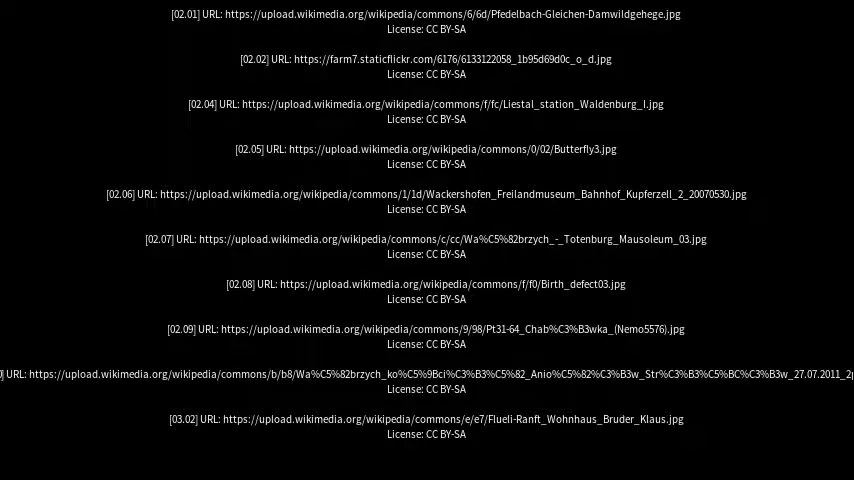 [02.01] URL: https://upload.wikimedia.org/wikipedia/commons/6/6d/Pfedelbach-Gleichen-Damwildgehege.jpg
License: CC BY-SA
[02.02] URL: https://farm7.staticflickr.com/6176/6133122058_1b95d69d0c_o_d.jpg
License: CC BY-SA
[02.04] URL: https://upload.wikimedia.org/wikipedia/commons/f/fc/Liestal_station_Waldenburg_I.jpg
License: CC BY-SA
[02.05] URL: https://upload.wikimedia.org/wikipedia/commons/0/02/Butterfly3.jpg
License: CC BY-SA
[02.06] URL: https://upload.wikimedia.org/wikipedia/commons/1/1d/Wackershofen_Freilandmuseum_Bahnhof_Kupferzell_2_20070530.jpg
License: CC BY-SA
[02.07] URL: https://upload.wikimedia.org/wikipedia/commons/c/cc/Wa%C5%82brzych_-_Totenburg_Mausoleum_03.jpg
License: CC BY-SA
[02.08] URL: https://upload.wikimedia.org/wikipedia/commons/f/f0/Birth_defect03.jpg
License: CC BY-SA
[02.09] URL: https://upload.wikimedia.org/wikipedia/commons/9/98/Pt31-64_Chab%C3%B3wka_(Nemo5576).jpg
License: CC BY-SA
] URL: https://upload.wikimedia.org/wikipedia/commons/b/b8/Wa%C5%82brzych_ko%C5%9Bci%C3%B3%C5%82_Anio%C5%82%C3%B3w_Str%C3%B3%C5%BC%C3%B3w_27.07.2011_2p
License: CC BY-SA
[03.02] URL: https://upload.wikimedia.org/wikipedia/commons/e/e7/Flueli-Ranft_Wohnhaus_Bruder_Klaus.jpg
License: CC BY-SA